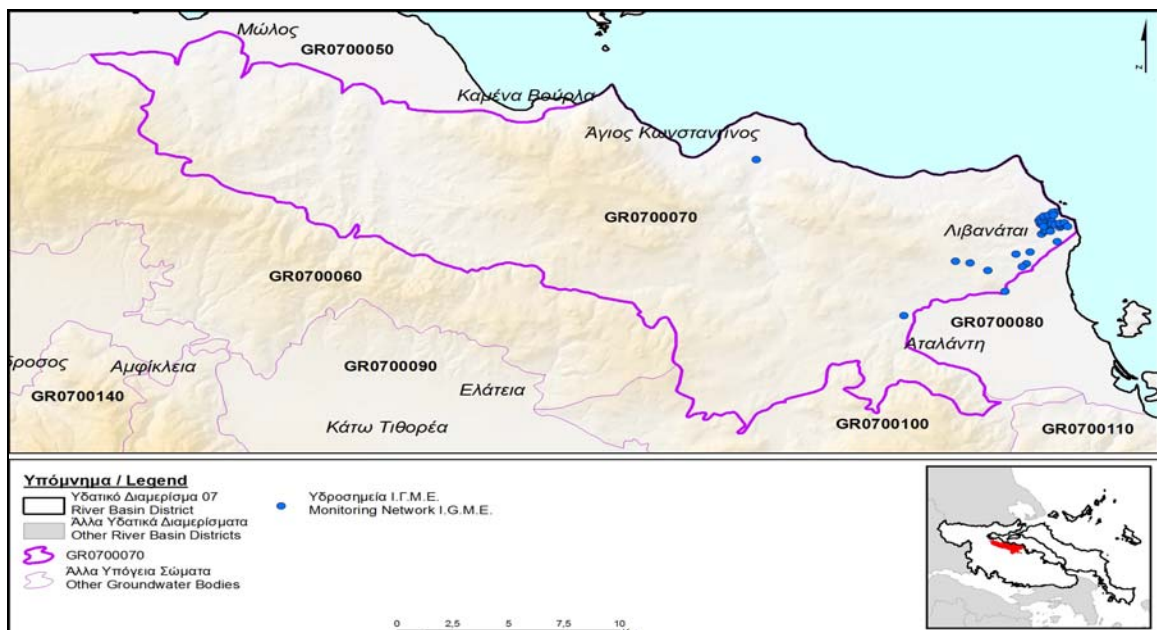 Μώλος
GR0700050
Καμένα Βούρλα
Άγιος Κωνσταντίνος
GR0700070
Λιβανάται
GR0700060
GR0700080
Αταλάντη
δροσος
Αμφίκλεια
GR0700090
Ελάτεια
GR0700140
Κάτω Τιθορέα
GR0700100
GR0700110
Z
Υπόμνημα / Legend
Υδατικό Διαμερίσμα 07
River Basin District
Άλλα Υδατικά Διαμερίσματα
Other River Basin Districts
GR0700070
Άλλα Υπόγεια Σώματα
Other Groundwater Bodies
Υδροσημεία Ι.Γ.Μ.Ε.
Monitoring Network I.G.M.E.
0 2,5 5 7,5 10